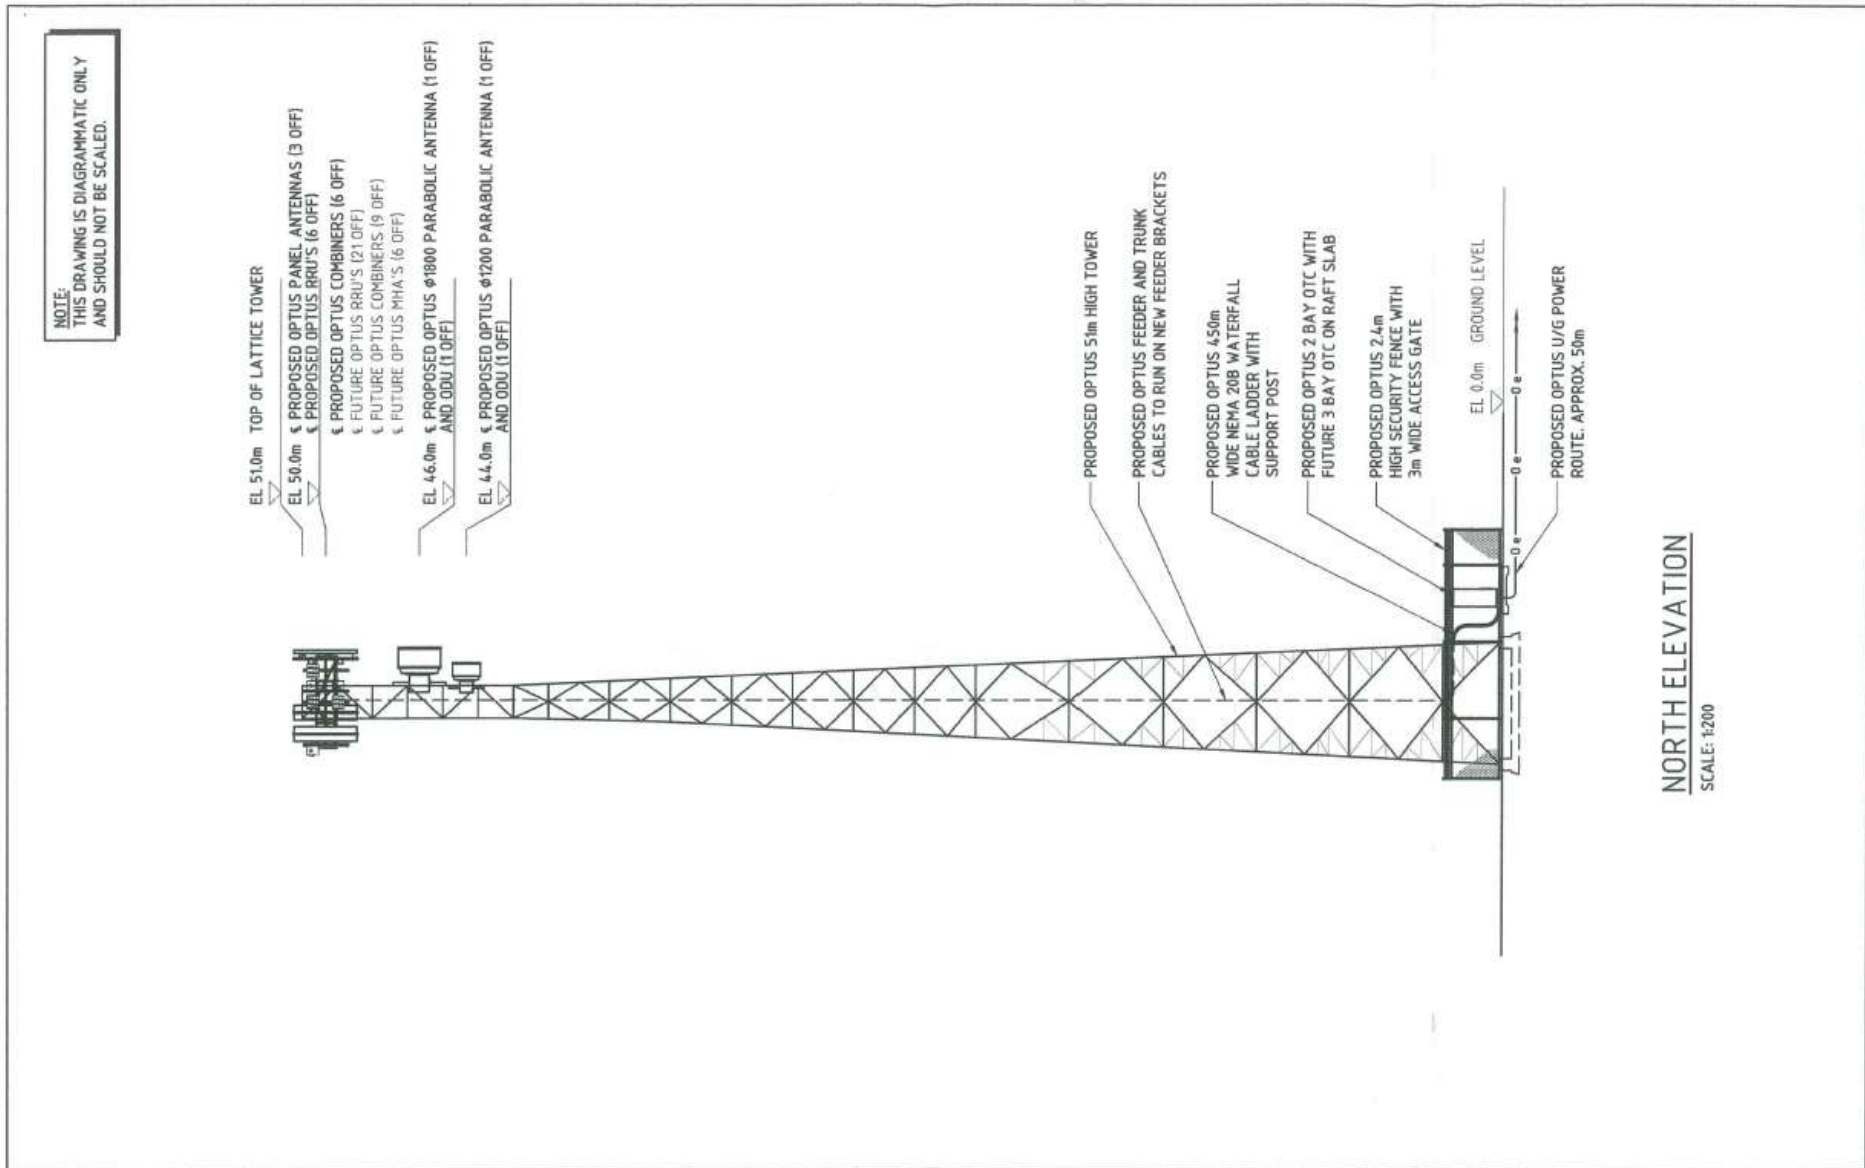 NOTE:
THIS DRAWING IS DIAGRAMMATIC ONLY
AND SHOULD NOT BE SCALED.
EL 51.0m TOP OF LATTICE TOWER
EL 50.0m ℄ PROPOSED OPTUS PANEL ANTENNAS (3 OFF)
℄ PROPOSED OPTUS RRU'S (6 OFF)
℄ PROPOSED OPTUS COMBINERS (6 OFF)
℄ FUTURE OPTUS RRU'S (21 OFF)
℄ FUTURE OPTUS COMBINERS (9 OFF)
℄ FUTURE OPTUS MHA'S (6 OFF)
EL 46.0m ℄ PROPOSED OPTUS ø1800 PARABOLIC ANTENNA (1 OFF)
AND ODU (1 OFF)
EL 44.0m ℄ PROPOSED OPTUS ø1200 PARABOLIC ANTENNA (1 OFF)
AND ODU (1 OFF)
PROPOSED OPTUS 51m HIGH TOWER
PROPOSED OPTUS FEEDER AND TRUNK
CABLES TO RUN ON NEW FEEDER BRACKETS
PROPOSED OPTUS 450m
WIDE NEMA 20B WATERFALL
CABLE LADDER WITH
SUPPORT POST
PROPOSED OPTUS 2 BAY OTC WITH
FUTURE 3 BAY OTC ON RAFT SLAB
PROPOSED OPTUS 2.4m
HIGH SECURITY FENCE WITH
3m WIDE ACCESS GATE
EL 0.0m GROUND LEVEL
0e 0e 0e
PROPOSED OPTUS U/G POWER
ROUTE. APPROX. 50m
NORTH ELEVATION
SCALE: 1:200